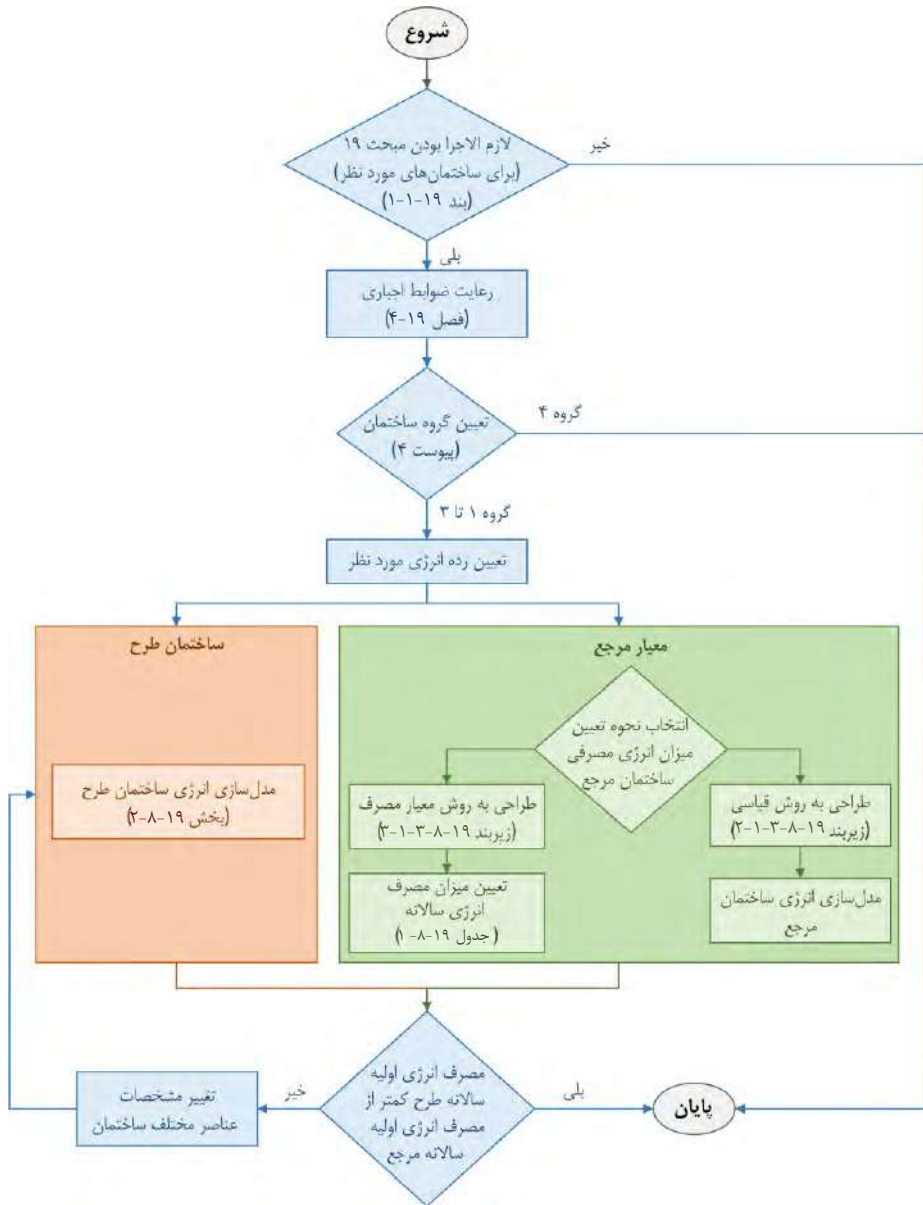 شروع
لازم الاجرا بودن مبحث ۱۹
(برای ساختمان‌های مورد نظر)
(بند ۱۹-۱-۱)
خیر
بلی
رعایت ضوابط اجباری
(فصل ۱۹-۴)
تعیین گروه ساختمان
(پیوست ۴)
گروه ۴
گروه ۱ تا ۳
تعیین رده انرژی مورد نظر
معیار مرجع
انتخاب نحوه تعیین
میزان انرژی مصرفی
ساختمان مرجع
طراحی به روش قیاسی
(زیربند ۱۹-۸-۳-۱-۲)
مدل‌سازی انرژی ساختمان
مرجع
طراحی به روش معیار مصرف
(زیربند ۱۹-۸-۳-۱-۳)
تعیین میزان مصرف
انرژی سالانه
(جدول ۱۹-۸-۱)
ساختمان طرح
مدل‌سازی انرژی ساختمان طرح
(بخش ۱۹-۸-۲)
مصرف انرژی اولیه
سالانه طرح کمتر از
مصرف انرژی اولیه
سالانه مرجع
بلی
پایان
خیر
تغییر مشخصات
عناصر مختلف ساختمان